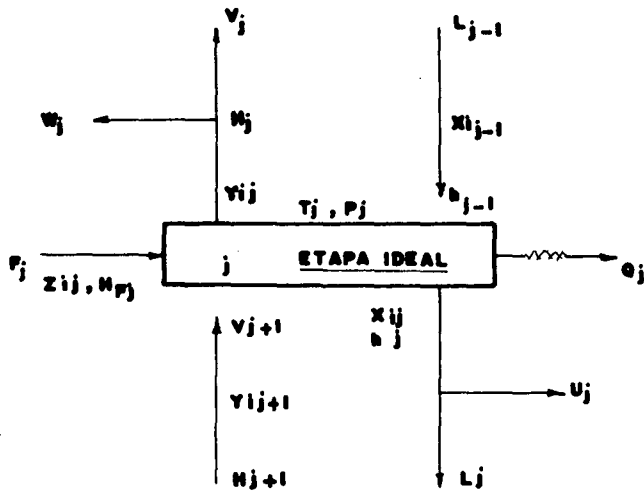 Vj Lj-1
Wj Hj Xij-1
Yij hj-1
Tj , Pj
Fj j ETAPA IDEAL Qj
Zij , HFj
Xij
hj
Vj+1
Uj
Yij+1
Hj+1 Lj